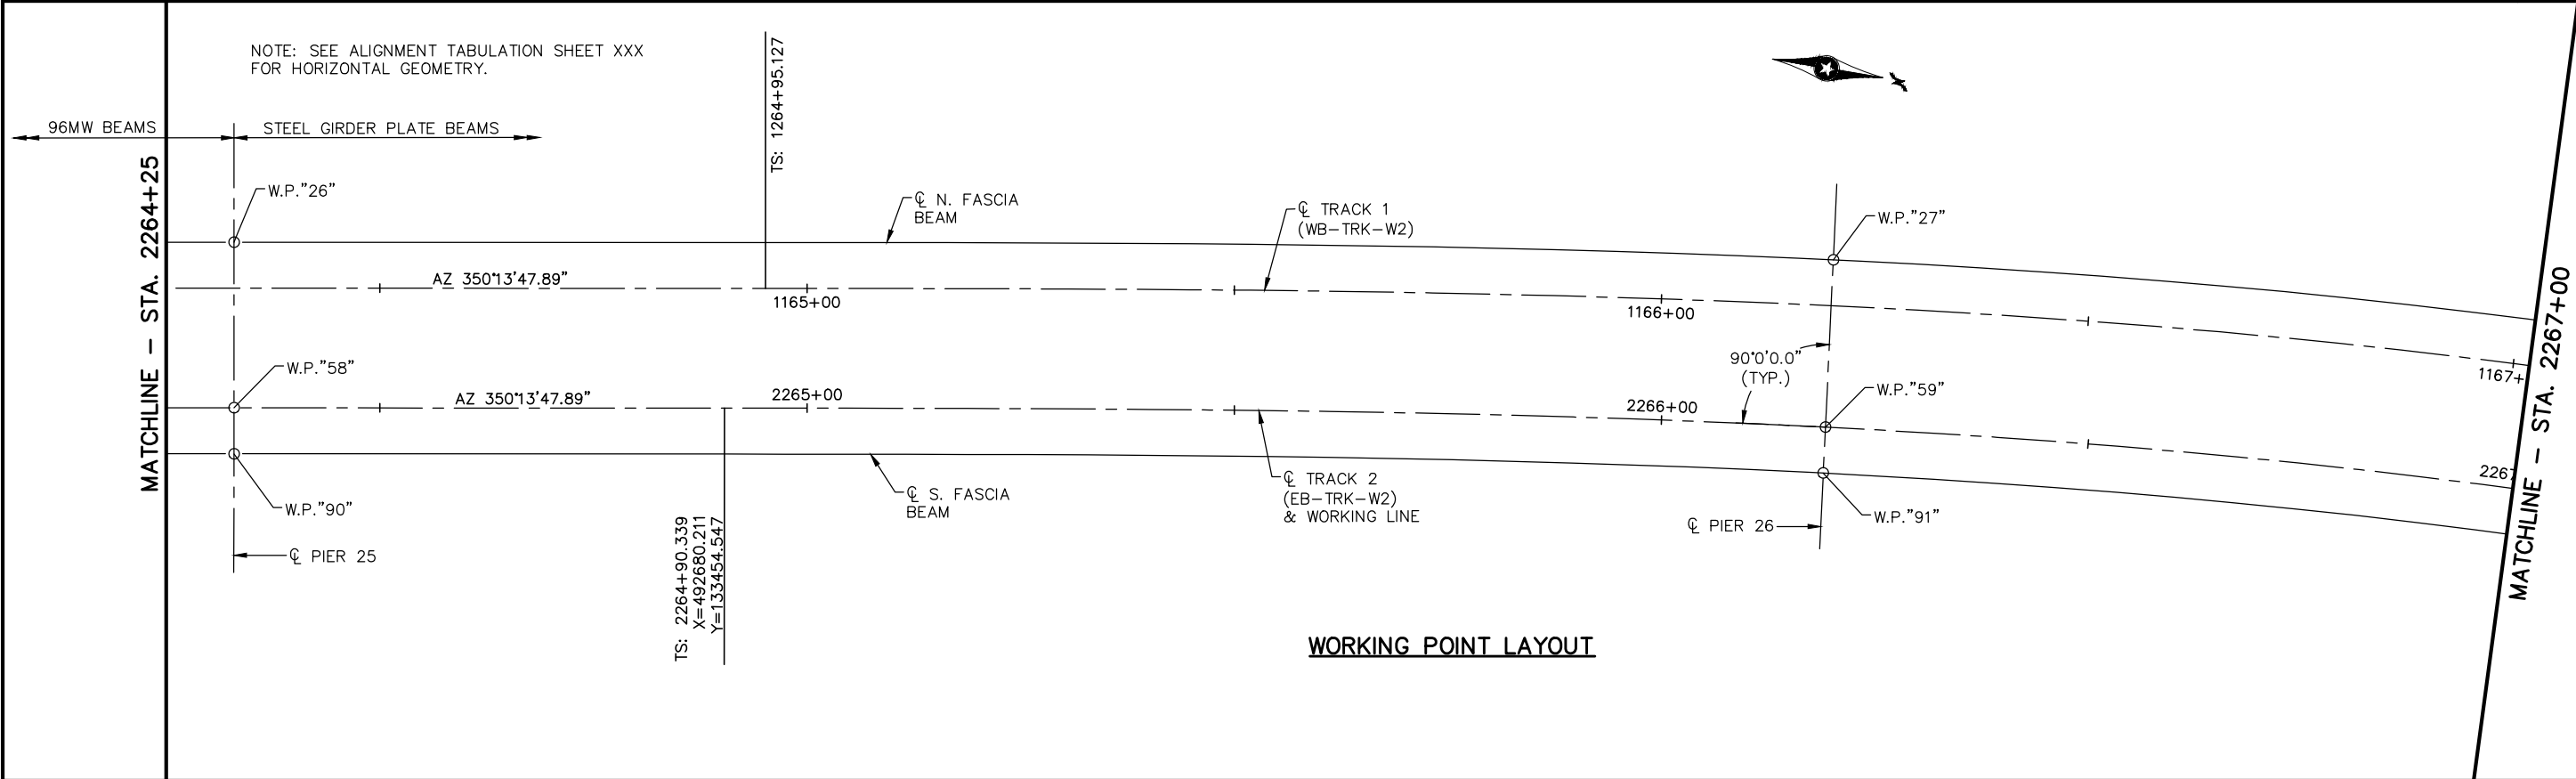 NOTE: SEE ALIGNMENT TABULATION SHEET XXX
FOR HORIZONTAL GEOMETRY.
TS: 1264+95.127
N
96MW BEAMS
STEEL GIRDER PLATE BEAMS
MATCHLINE - STA. 2264+25
W.P."26"
℄ N. FASCIA
BEAM
℄ TRACK 1
(WB-TRK-W2)
W.P."27"
AZ 350°13'47.89"
1165+00
1166+00
1167+
MATCHLINE - STA. 2267+00
90°0'0.0"
(TYP.)
W.P."58"
AZ 350°13'47.89"
2265+00
2266+00
W.P."59"
2267
W.P."90"
℄ S. FASCIA
BEAM
℄ TRACK 2
(EB-TRK-W2)
& WORKING LINE
℄ PIER 26
W.P."91"
℄ PIER 25
TS: 2264+90.339
X=492680.211
Y=133454.547
WORKING POINT LAYOUT